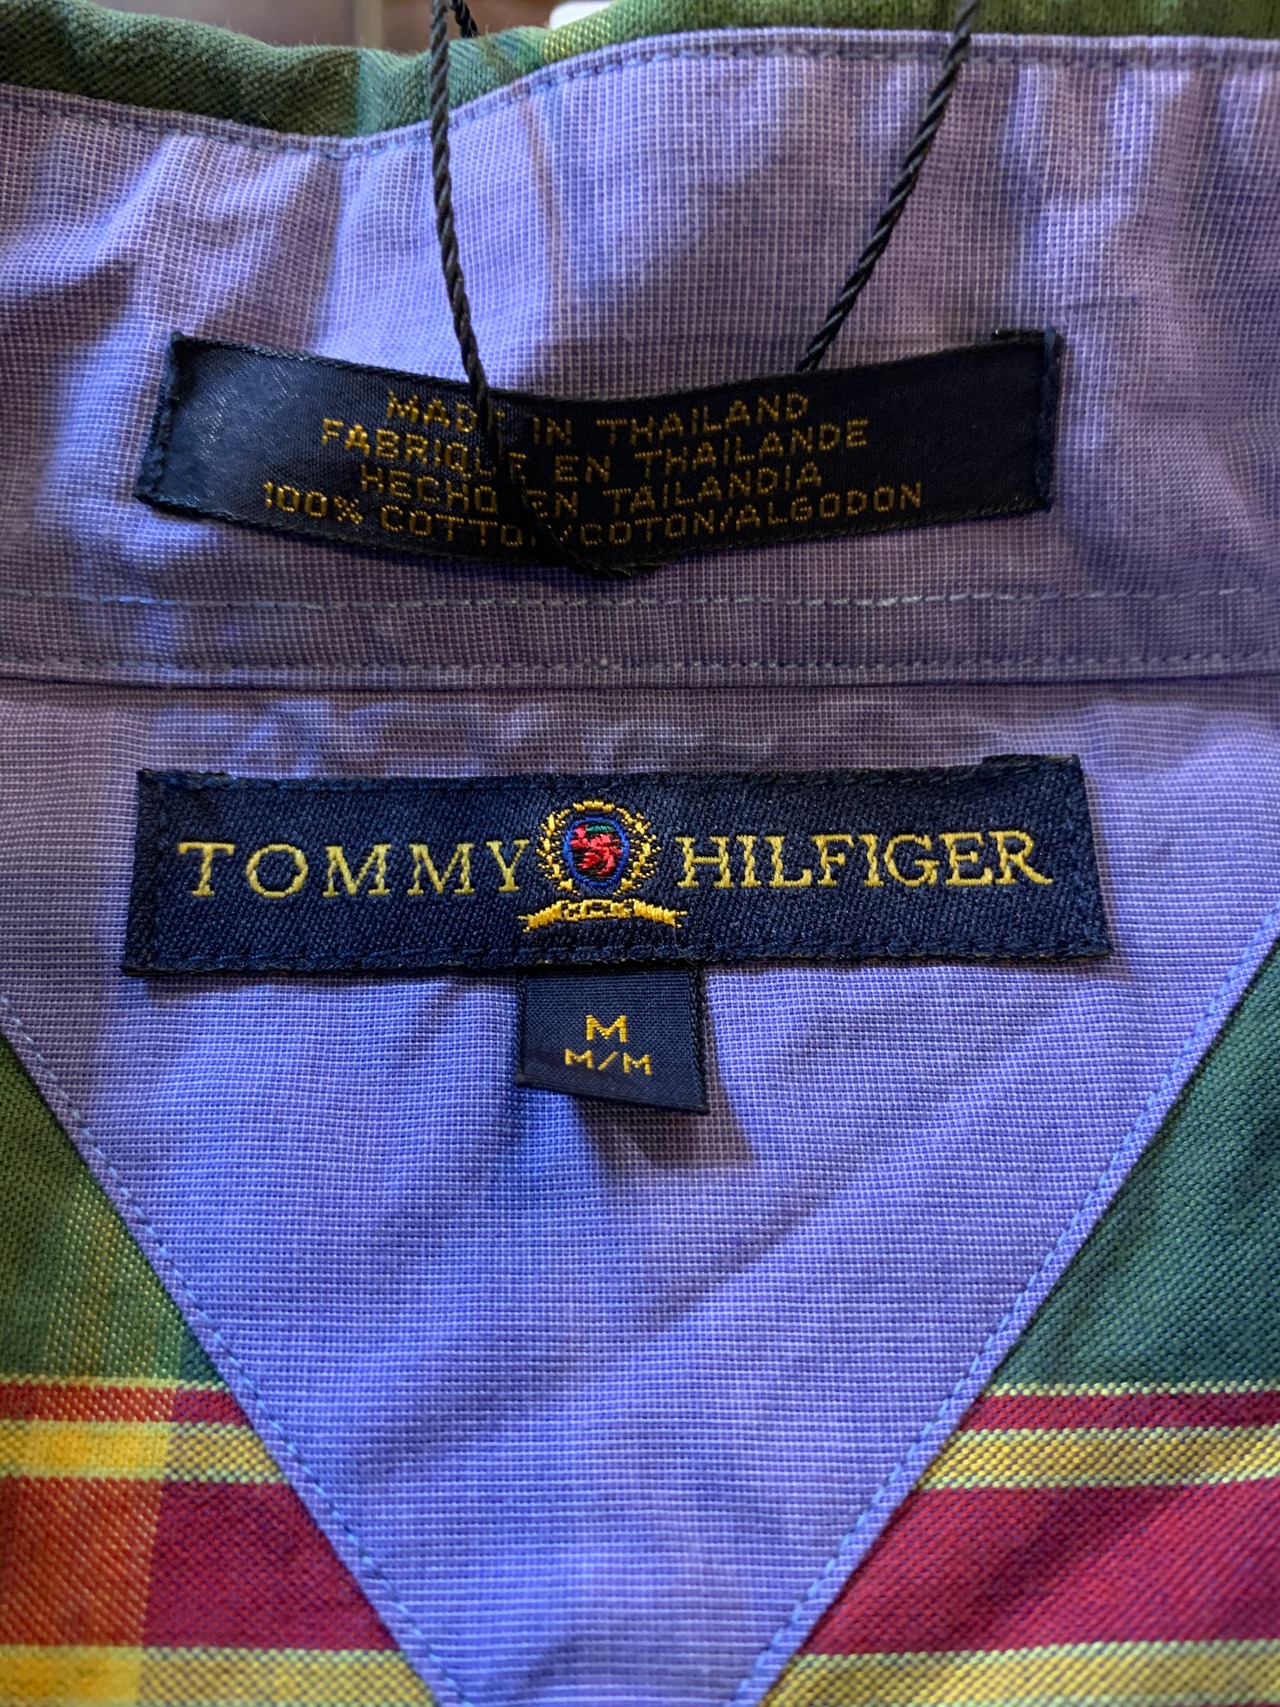 MADE IN THAILAND
FABRIQUE EN THAILANDE
HECHO EN TAILANDIA
100% COTTON/COTON/ALGODON
TOMMY HILFIGER
M
M/M